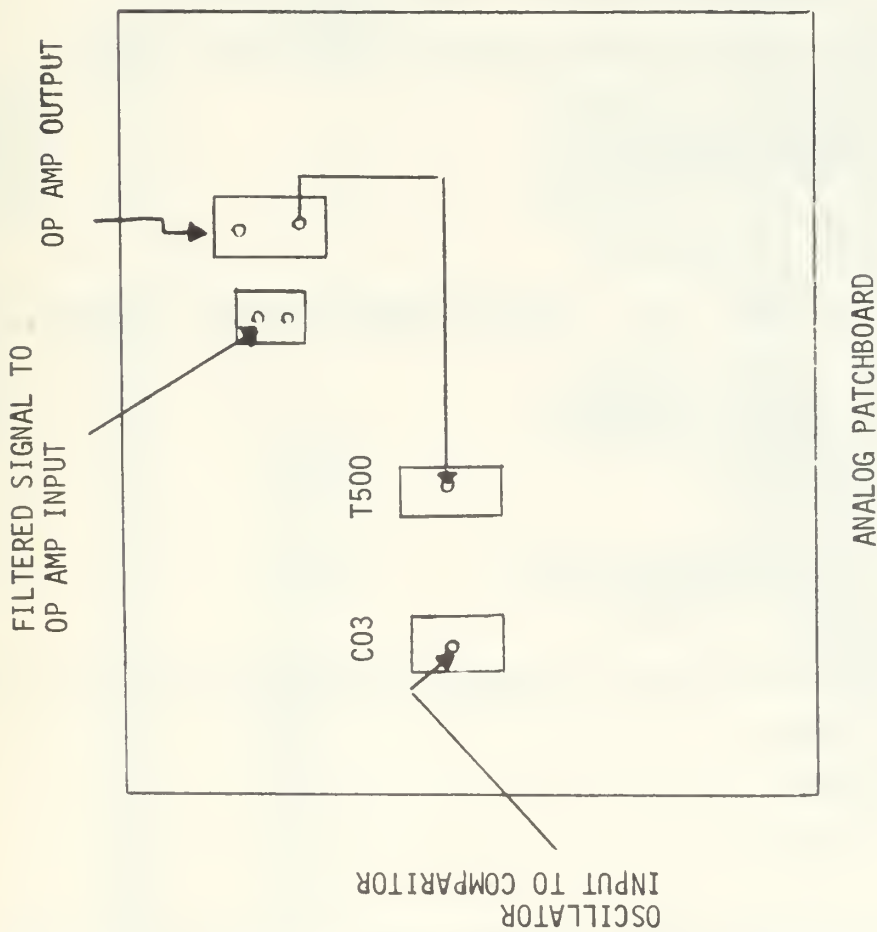 FILTERED SIGNAL TO
OP AMP INPUT
OP AMP OUTPUT
T500
C03
OSCILLATOR
INPUT TO COMPARITOR
ANALOG PATCHBOARD